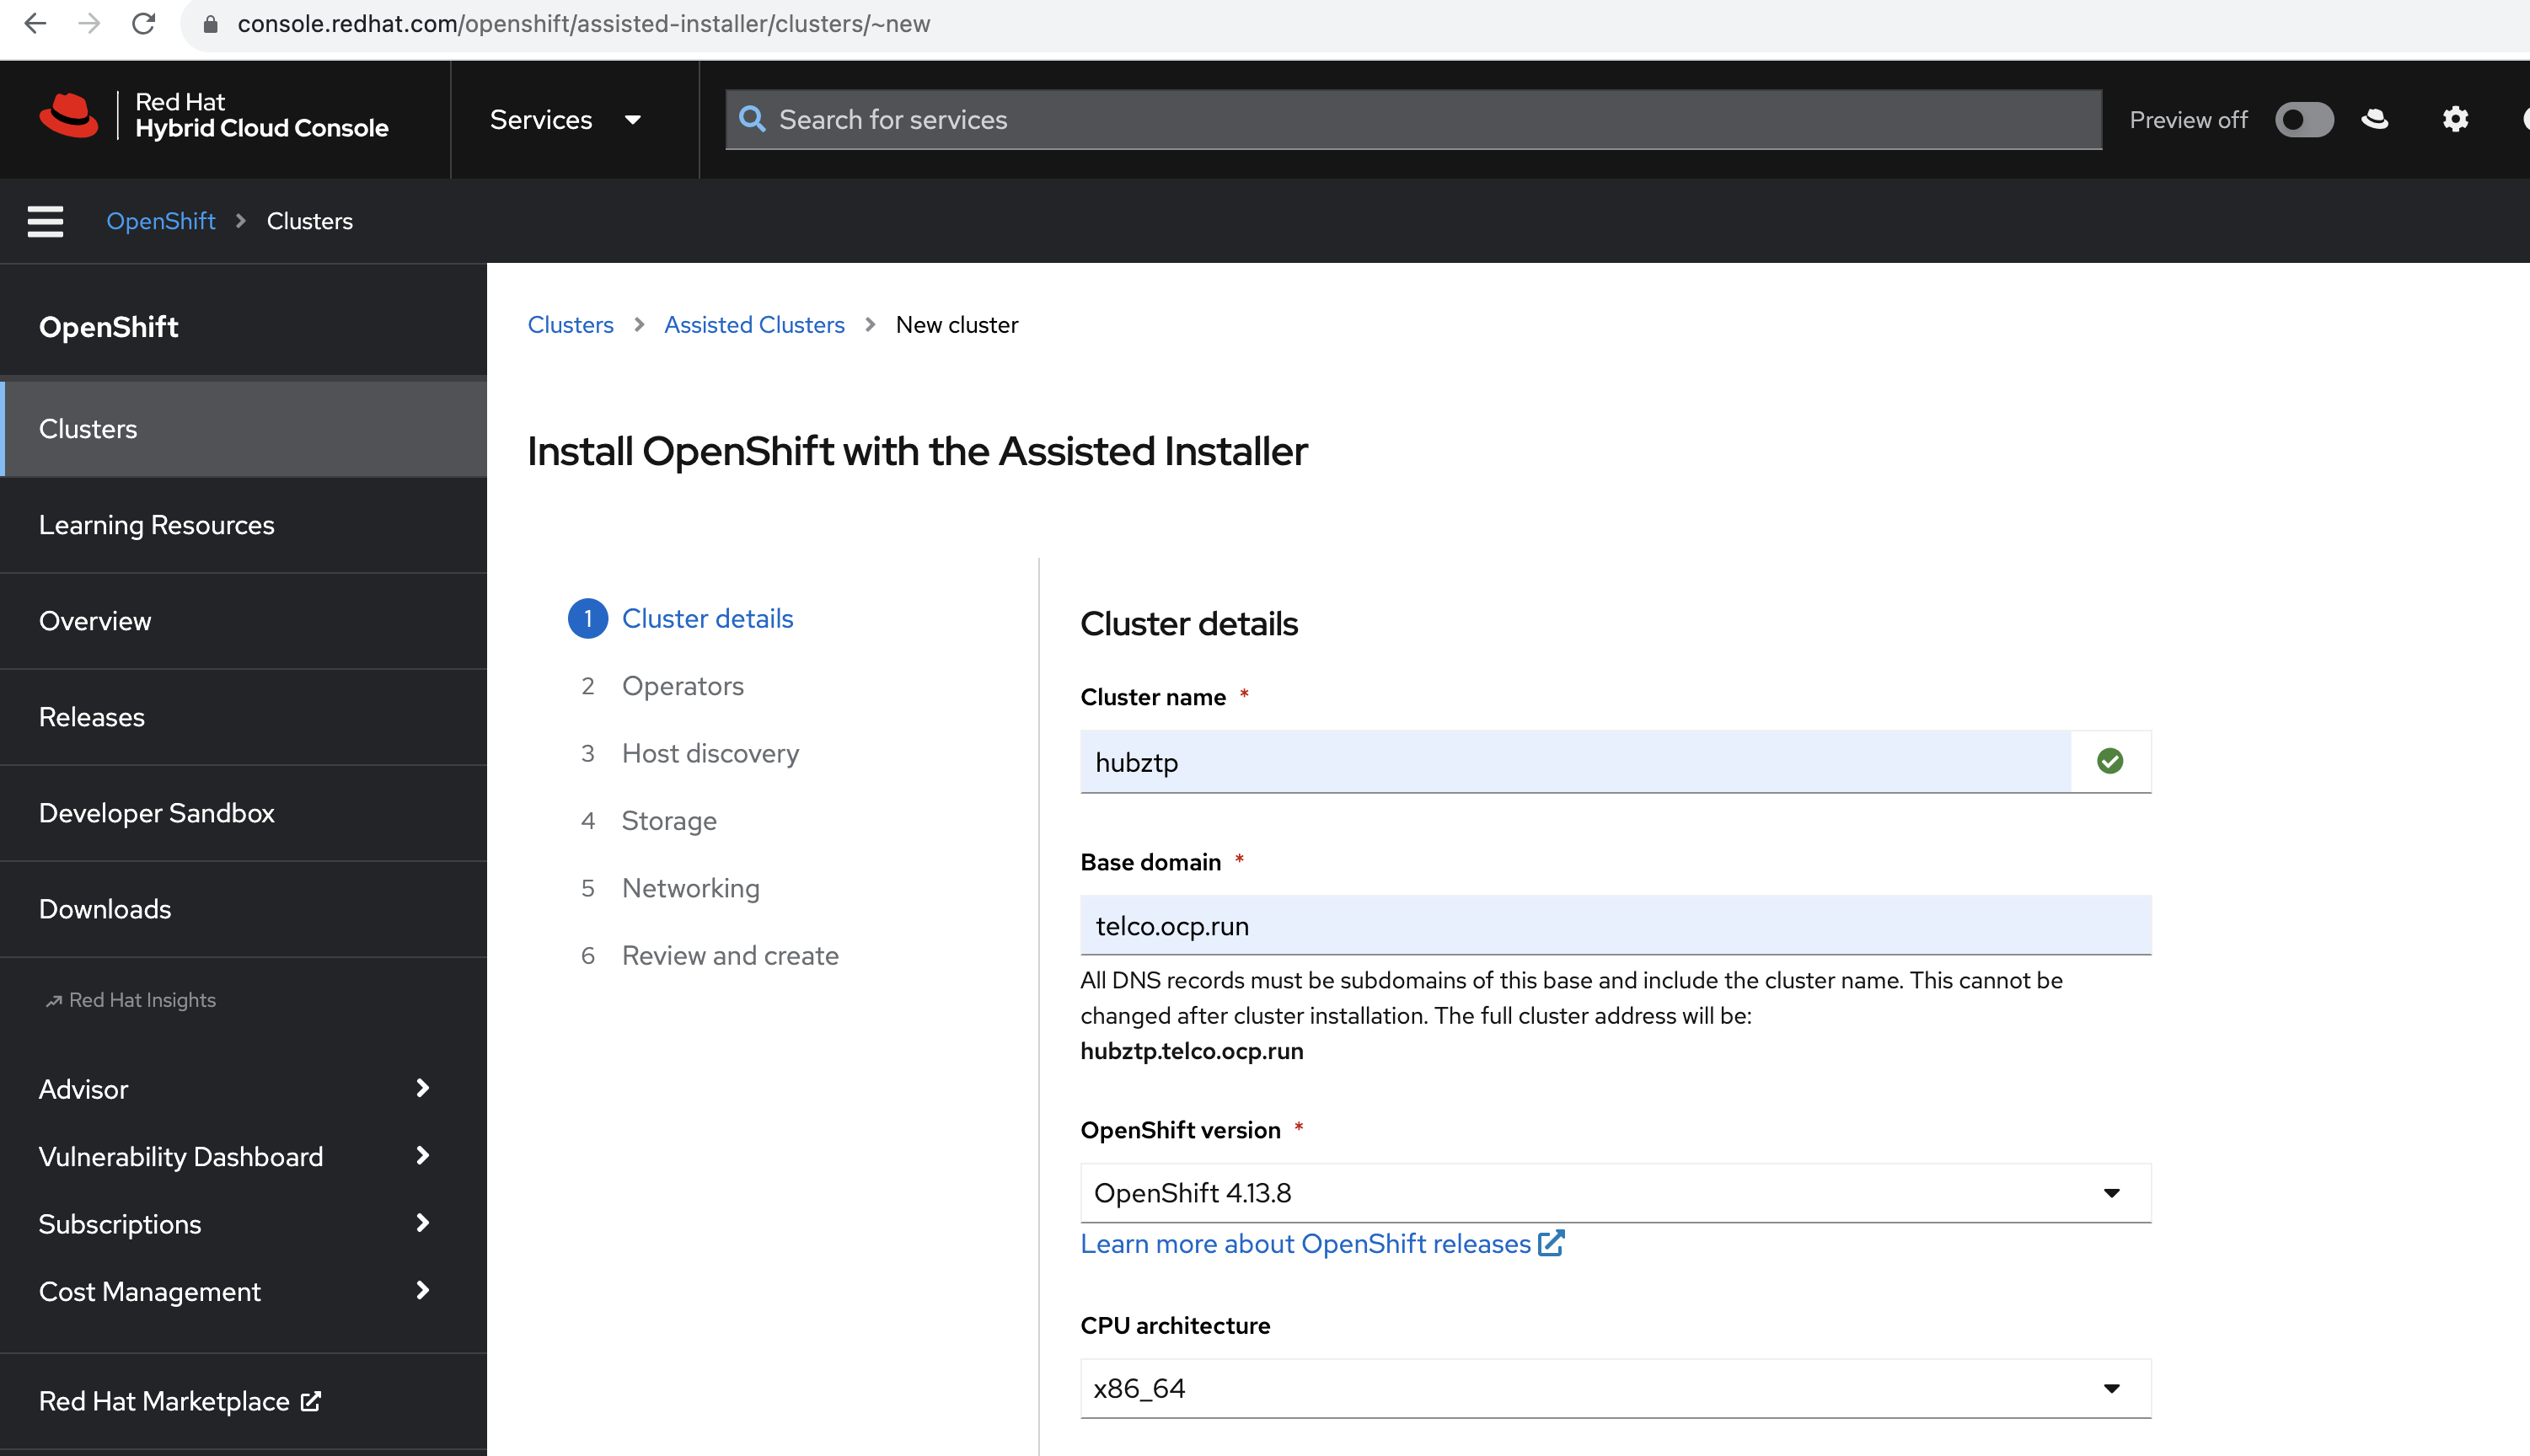 console.redhat.com/openshift/assisted-installer/clusters/~new
Red Hat
Hybrid Cloud Console
Services
Search for services
Preview off
OpenShift > Clusters
OpenShift
Clusters
Learning Resources
Overview
Releases
Developer Sandbox
Downloads
Red Hat Insights
Advisor
Vulnerability Dashboard
Subscriptions
Cost Management
Red Hat Marketplace
Clusters > Assisted Clusters > New cluster
Install OpenShift with the Assisted Installer
1 Cluster details
2 Operators
3 Host discovery
4 Storage
5 Networking
6 Review and create
Cluster details
Cluster name *
hubztp
Base domain *
telco.ocp.run
All DNS records must be subdomains of this base and include the cluster name. This cannot be
changed after cluster installation. The full cluster address will be:
hubztp.telco.ocp.run
OpenShift version *
OpenShift 4.13.8
Learn more about OpenShift releases
CPU architecture
x86_64